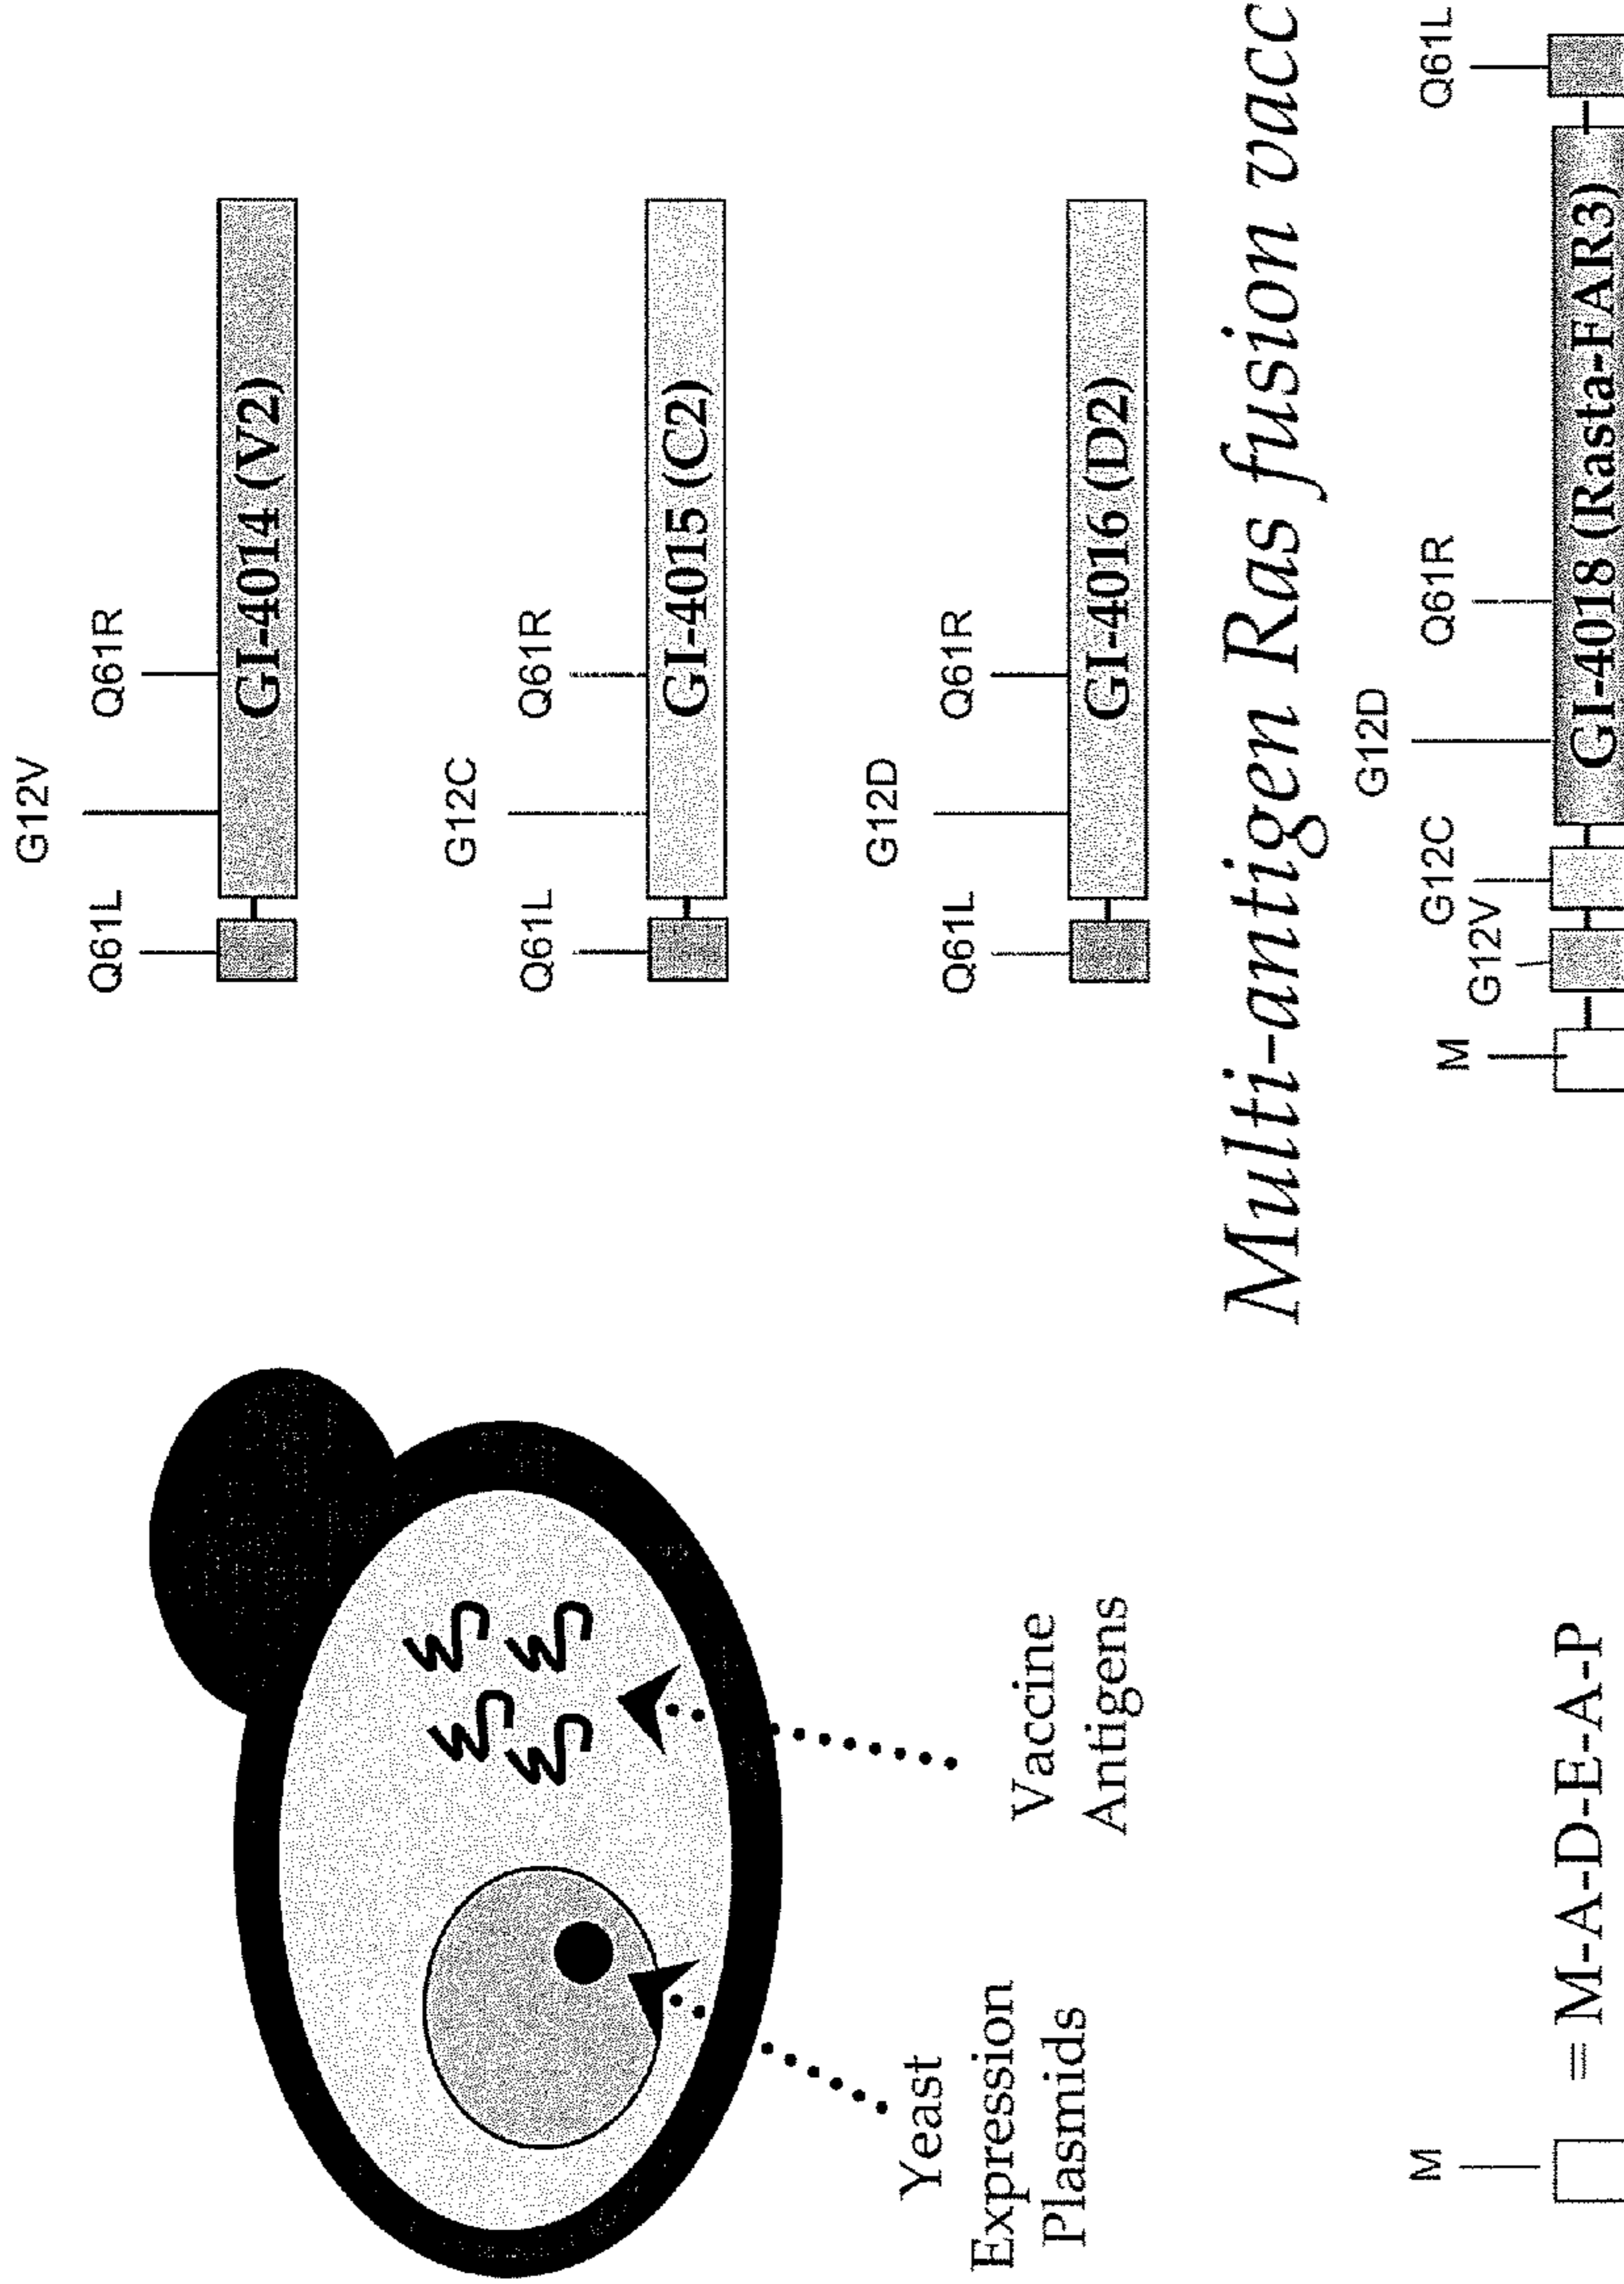 G12V
Q61L
Q61R
GI-4014 (V2)
G12C
Q61L
Q61R
GI-4015 (C2)
G12D
Q61L
Q61R
GI-4016 (D2)
Yeast
Expression
Plasmids
Vaccine
Antigens
Multi-antigen Ras fusion vacc
G12D
M
G12V
G12C
Q61R
Q61L
GI-4018 (Rasta-FAR3)
M
= M-A-D-E-A-P